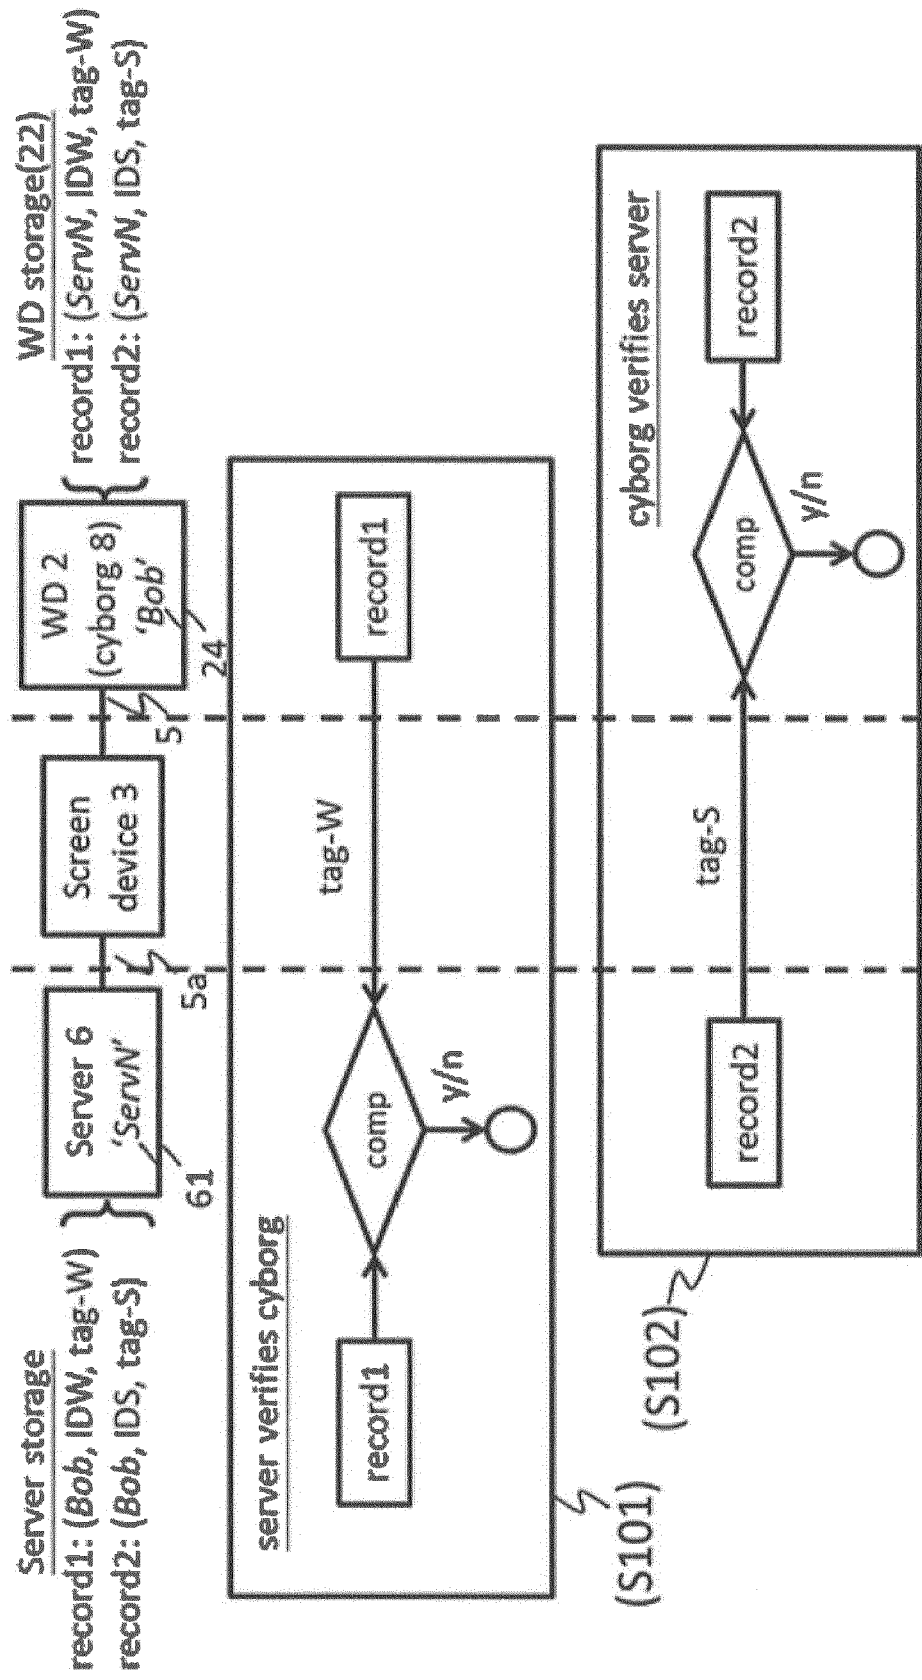 Server storage
record1: (Bob, IDW, tag-W)
record2: (Bob, IDS, tag-S)
Server 6
'ServN'
61
5a
Screen
device 3
5
WD 2
(cyborg 8)
'Bob'
24
WD storage(22)
record1: (ServN, IDW, tag-W)
record2: (ServN, IDS, tag-S)
server verifies cyborg
record1
comp
y/n
tag-W
record1
(S101)
cyborg verifies server
record2
tag-S
comp
y/n
record2
(S102)